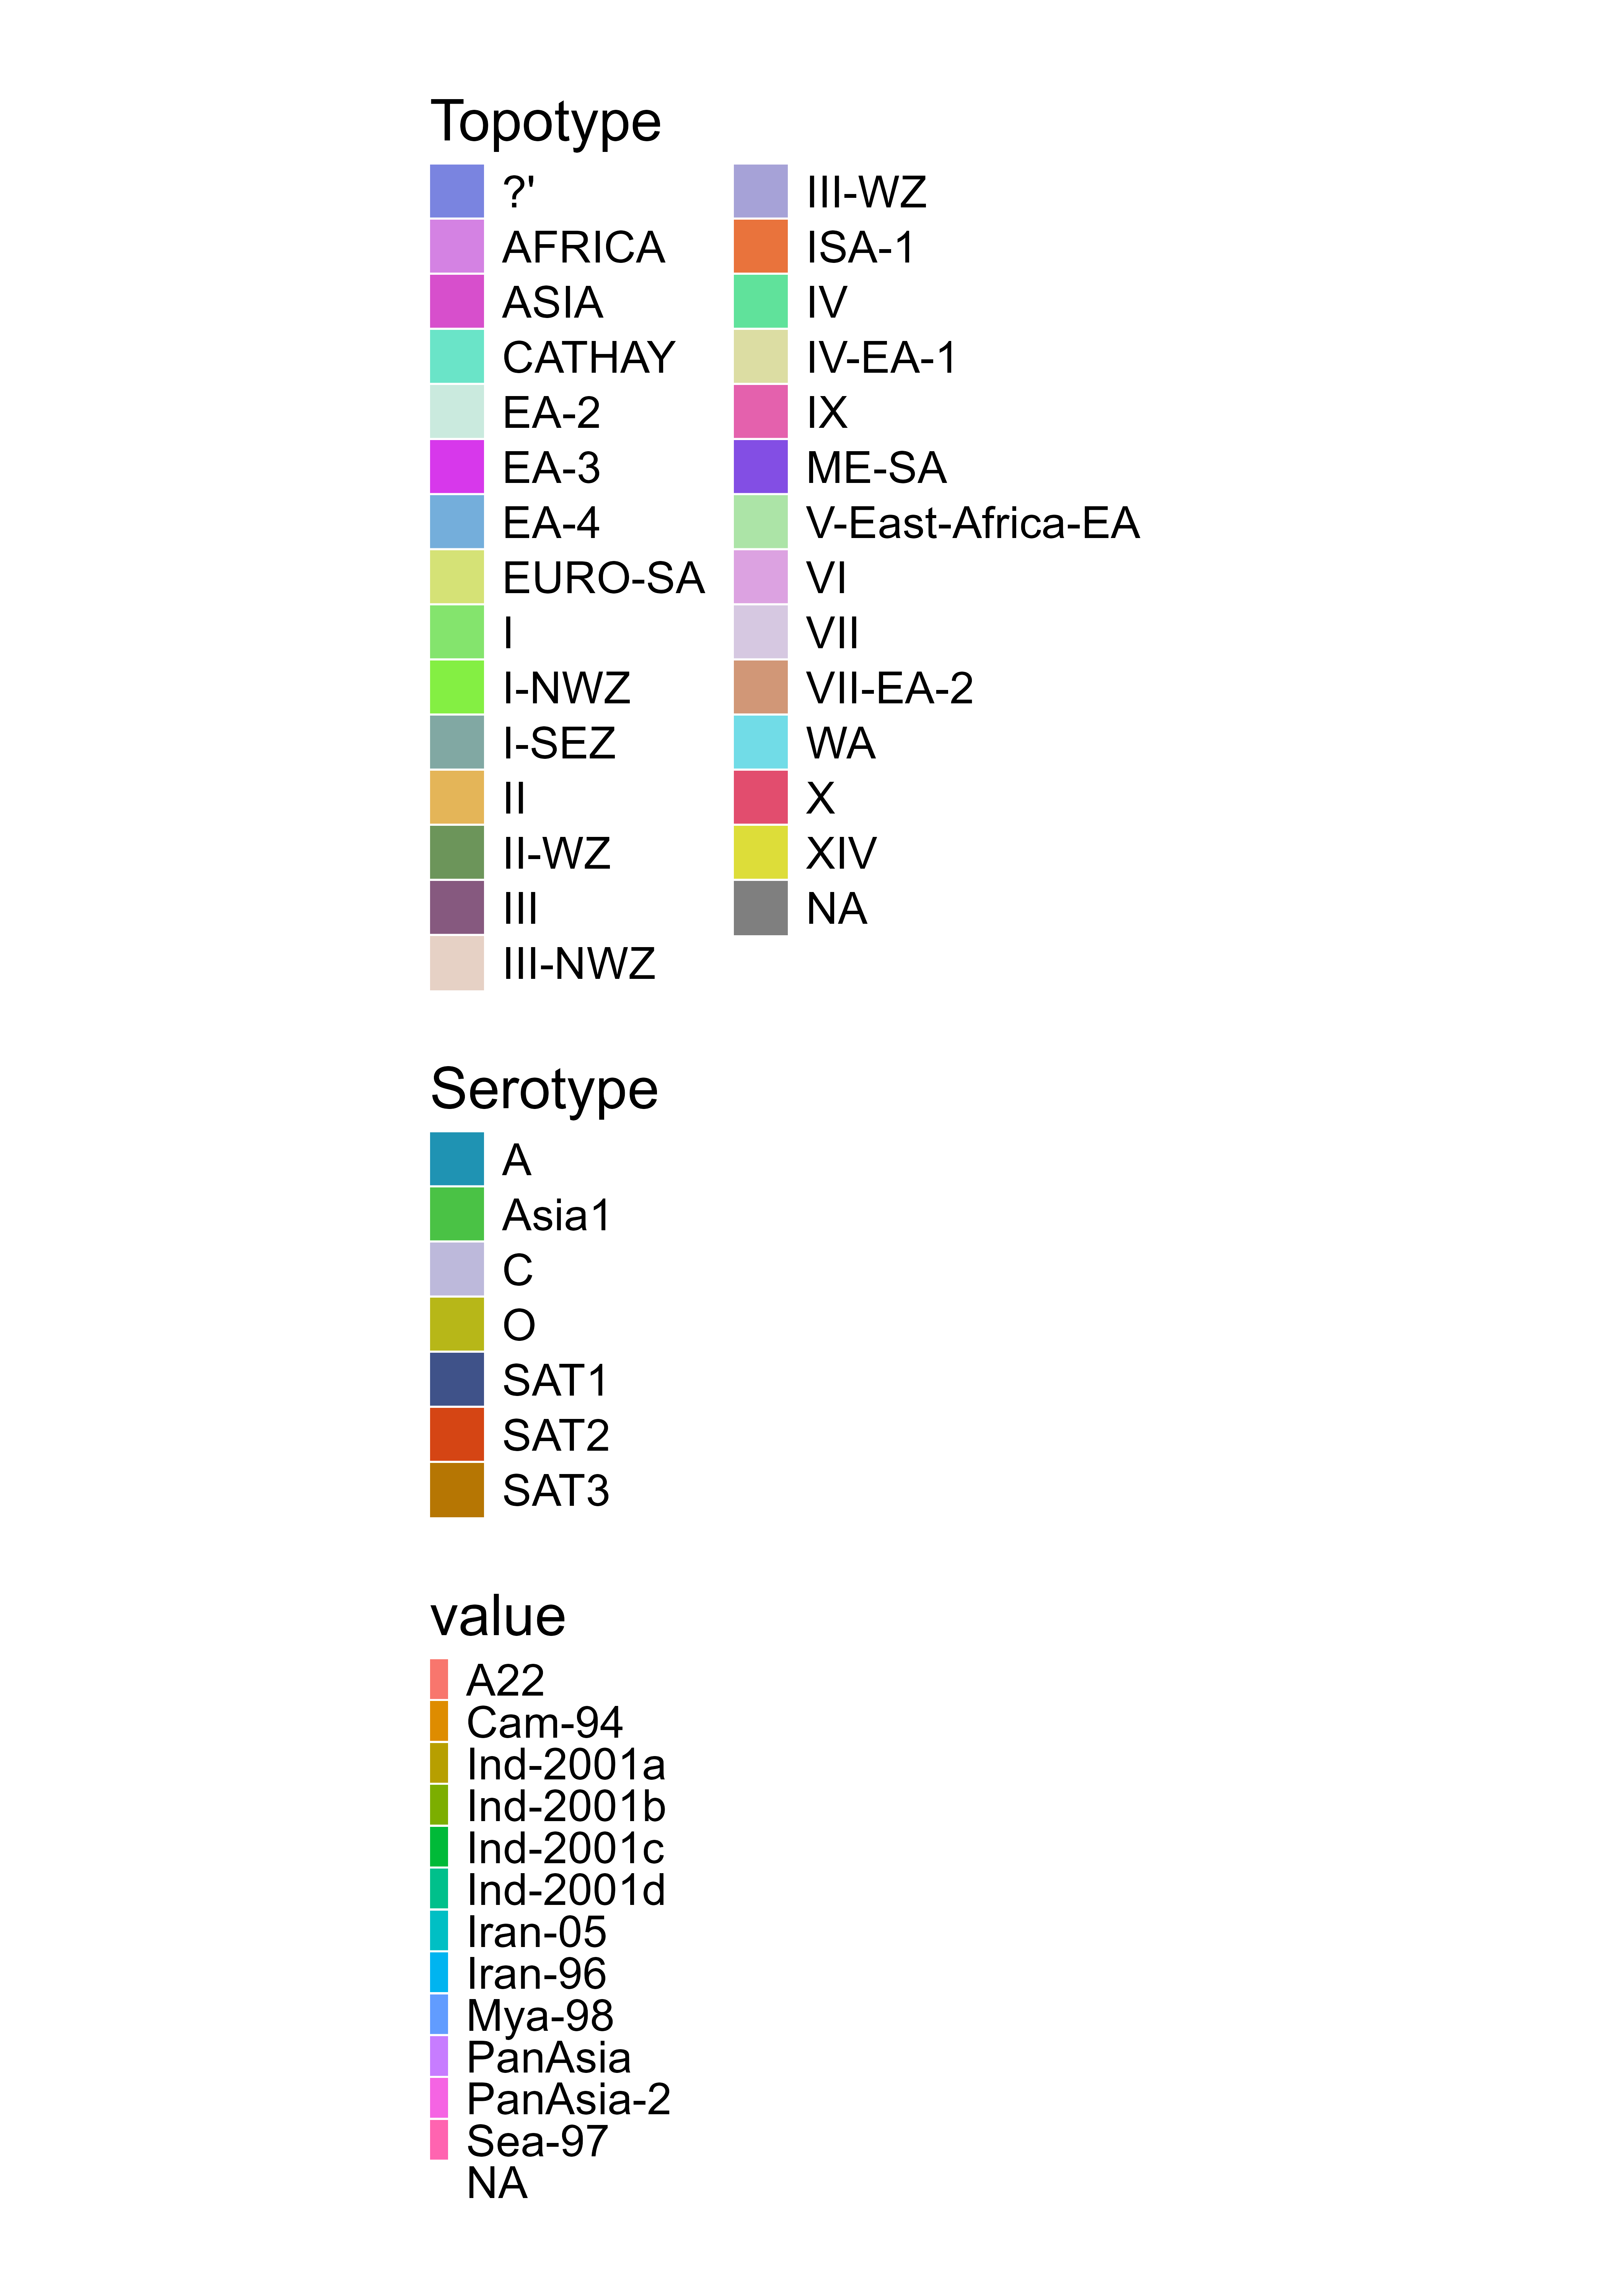 Topotype
?'
AFRICA
ASIA
CATHAY
EA-2
EA-3
EA-4
EURO-SA
I
I-NWZ
I-SEZ
II
II-WZ
III
III-NWZ
III-WZ
ISA-1
IV
IV-EA-1
IX
ME-SA
V-East-Africa-EA
VI
VII
VII-EA-2
WA
X
XIV
NA
Serotype
A
Asia1
C
O
SAT1
SAT2
SAT3
value
A22
Cam-94
Ind-2001a
Ind-2001b
Ind-2001c
Ind-2001d
Iran-05
Iran-96
Mya-98
PanAsia
PanAsia-2
Sea-97
NA